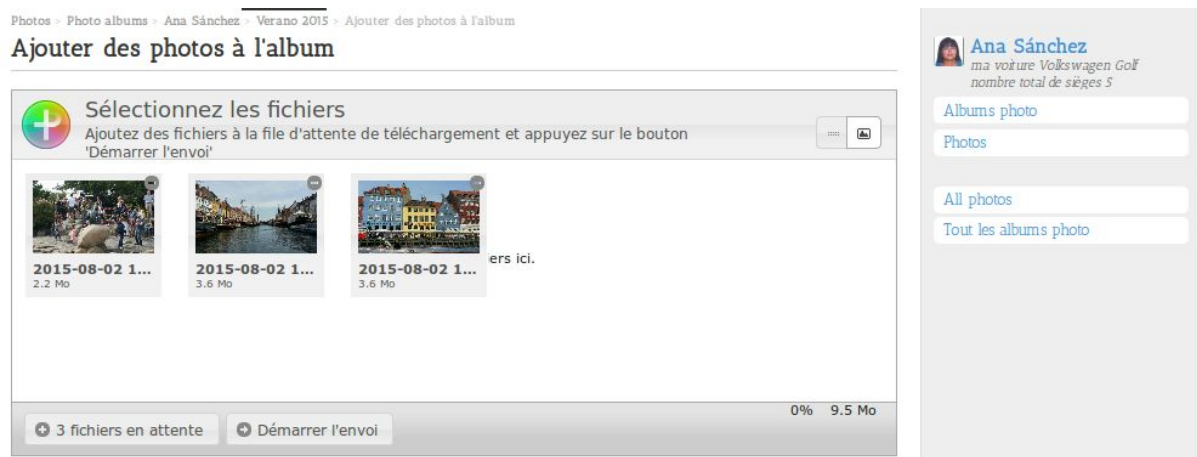 Photos > Photo albums > Ana Sánchez > Verano 2015 > Ajouter des photos à l'album
Ajouter des photos à l'album
Sélectionnez les fichiers
Ajoutez des fichiers à la file d'attente de téléchargement et appuyez sur le bouton
'Démarrer l'envoi'
ers ici.
2015-08-02 1...
2.2 Mo
2015-08-02 1...
3.6 Mo
2015-08-02 1...
3.6 Mo
0% 9.5 Mo
3 fichiers en attente
Démarrer l'envoi
Ana Sánchez
ma voiture Volkswagen Golf
nombre total de sièges 5
Albums photo
Photos
All photos
Tout les albums photo